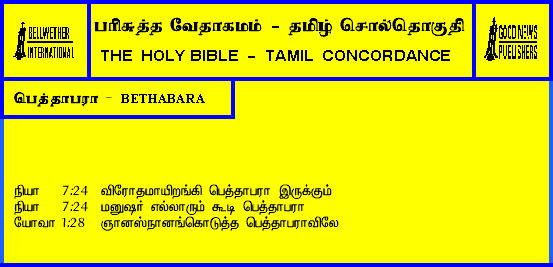 BELLWETHER
INTERNATIONAL
பரிசுத்த வேதாகமம் - தமிழ் சொல்தொகுதி
THE HOLY BIBLE - TAMIL CONCORDANCE
GOOD NEWS
PUBLISHERS
பெத்தாபரா - BETHABARA
நியா 7:24 விரோதமாயிறங்கி பெத்தாபரா இருக்கும்
நியா 7:24 மனுஷர் எல்லாரும் கூடி பெத்தாபரா
யோவா 1:28 ஞானஸ்நானங்கொடுத்த பெத்தாபராவிலே